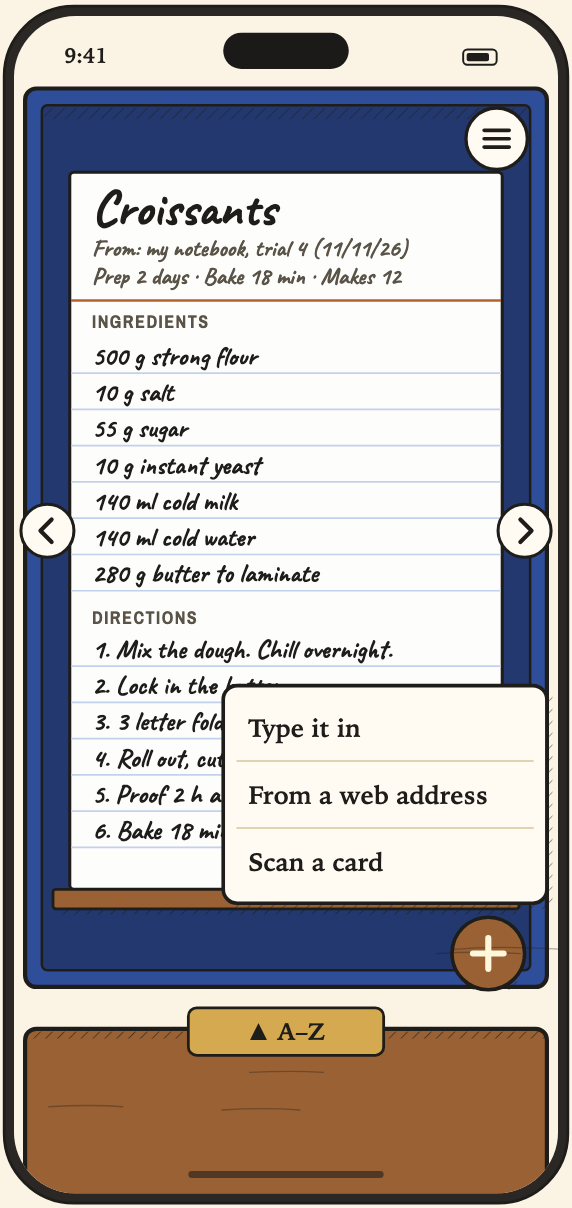 9:41
Croissants
From: my notebook, trial 4 (11/11/26)
Prep 2 days · Bake 18 min · Makes 12
INGREDIENTS
500 g strong flour
10 g salt
55 g sugar
10 g instant yeast
140 ml cold milk
140 ml cold water
280 g butter to laminate
DIRECTIONS
1. Mix the dough. Chill overnight.
2. Lock in the
3. 3 letter
4. Roll out,
5. Proof 2 h
6. Bake 18
Type it in
From a web address
Scan a card
▲ A–Z